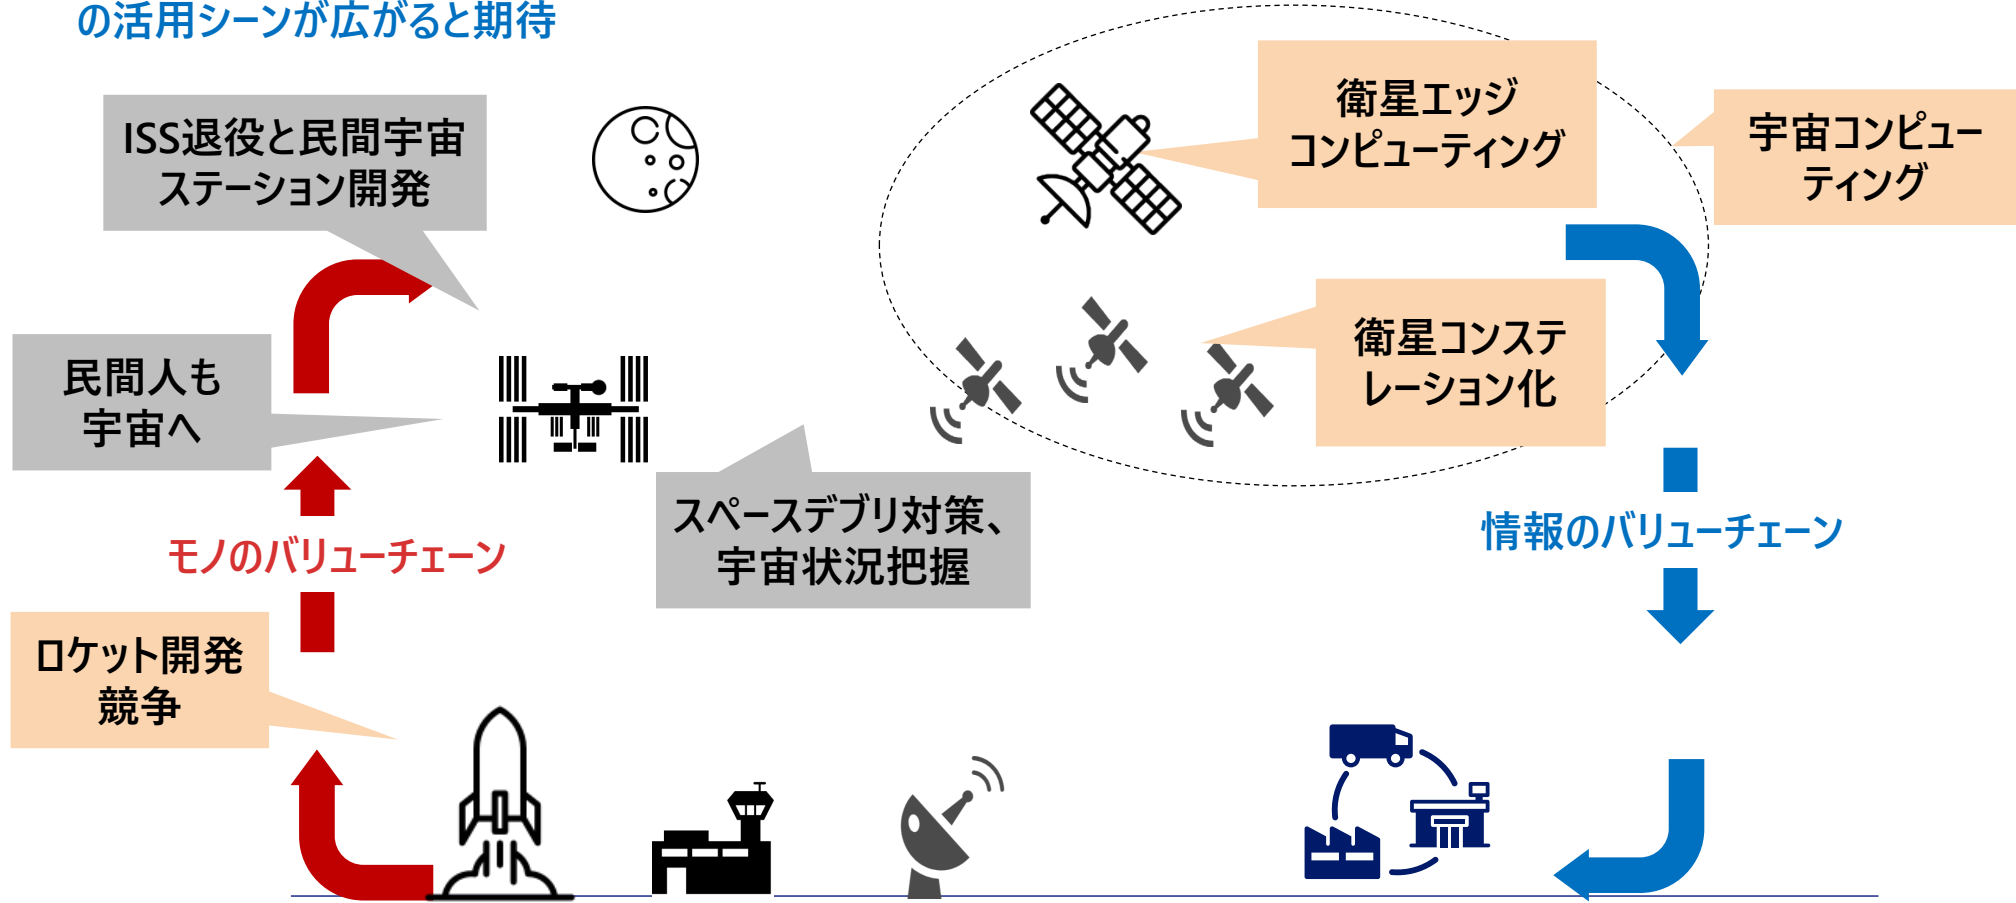 の活用シーンが広がると期待
ISS退役と民間宇宙
ステーション開発
衛星エッジ
コンピューティング
宇宙コンピュー
ティング
民間人も
宇宙へ
衛星コンステ
レーション化
スペースデブリ対策、
宇宙状況把握
モノのバリューチェーン
情報のバリューチェーン
ロケット開発
競争